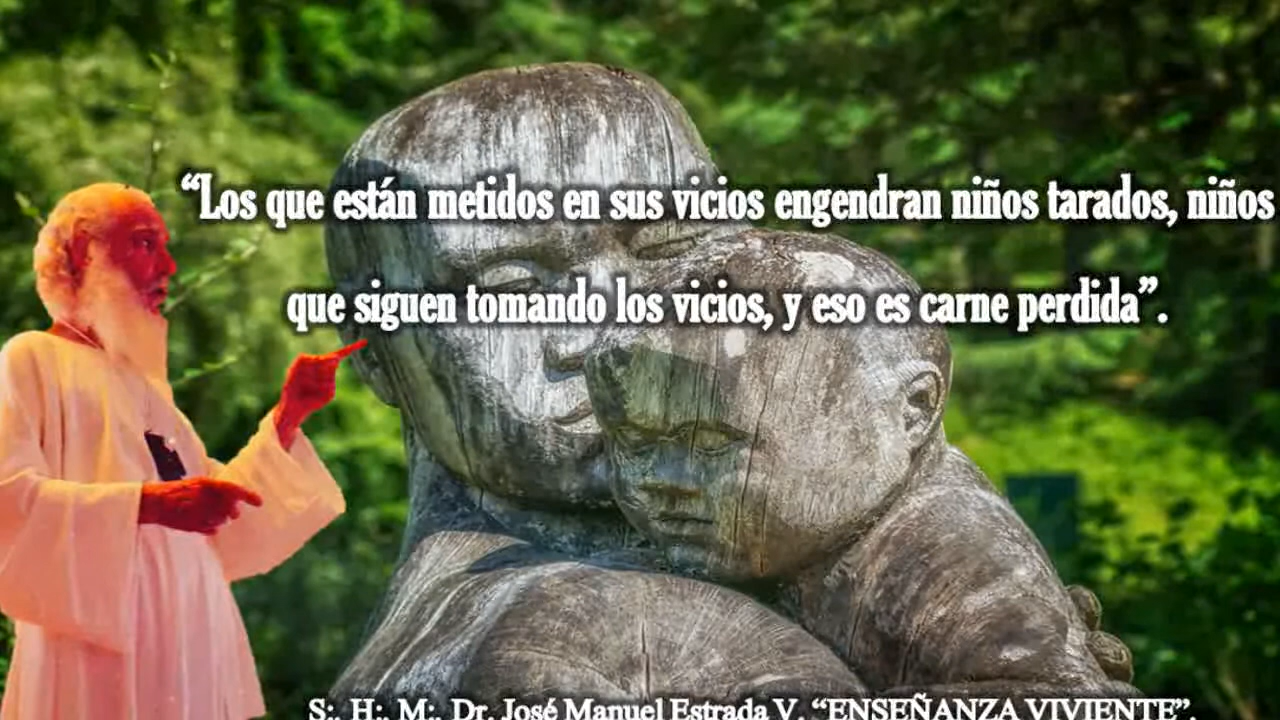 “Los que están metidos en sus vicios engendran niños tarados, niños
que siguen tomando los vicios, y eso es carne perdida”.
S:. H:. M:. Dr. José Manuel Estrada V. “ENSEÑANZA VIVIENTE”